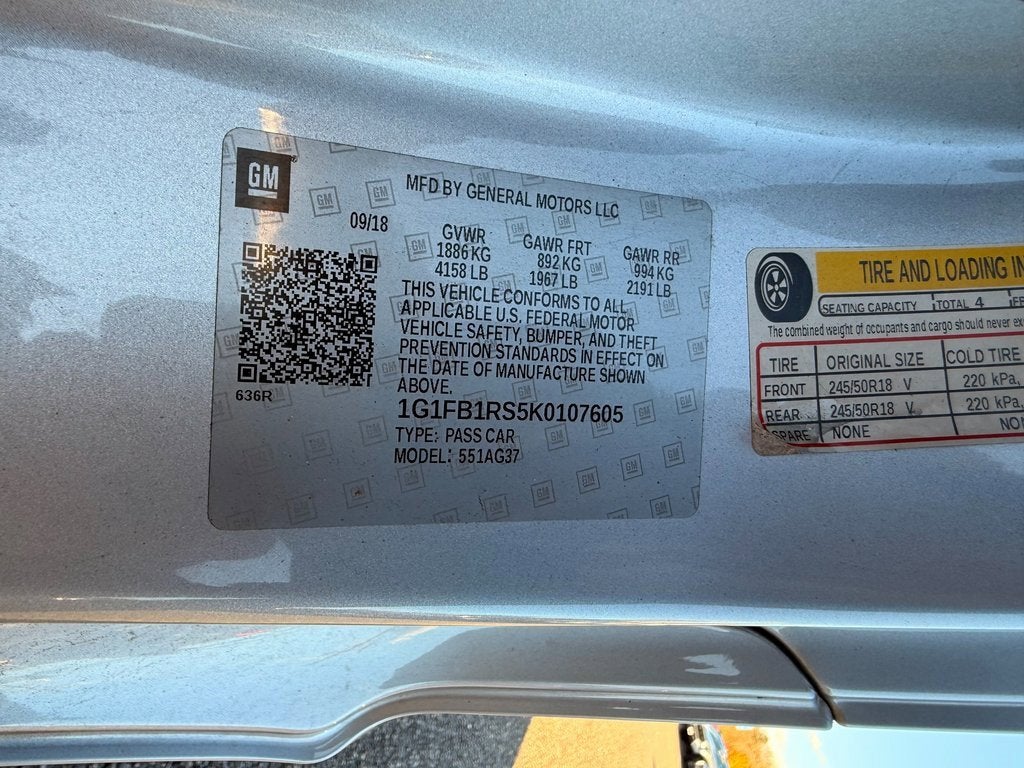 GM
MFD BY GENERAL MOTORS LLC
09/18
GVWR
1886 KG
4158 LB
GAWR FRT
892 KG
1967 LB
GAWR RR
994 KG
2191 LB
THIS VEHICLE CONFORMS TO ALL
APPLICABLE U.S. FEDERAL MOTOR
VEHICLE SAFETY, BUMPER, AND THEFT
PREVENTION STANDARDS IN EFFECT ON
THE DATE OF MANUFACTURE SHOWN
ABOVE.
636R
1G1FB1RS5K0107605
TYPE: PASS CAR
MODEL: 551AG37
TIRE AND LOADING
SEATING CAPACITY TOTAL 4
The combined weight of occupants and cargo should never
TIRE ORIGINAL SIZE COLD TIRE
FRONT 245/50R18 V 220 kPa,
REAR 245/50R18 V 220 kPa,
SPARE NONE